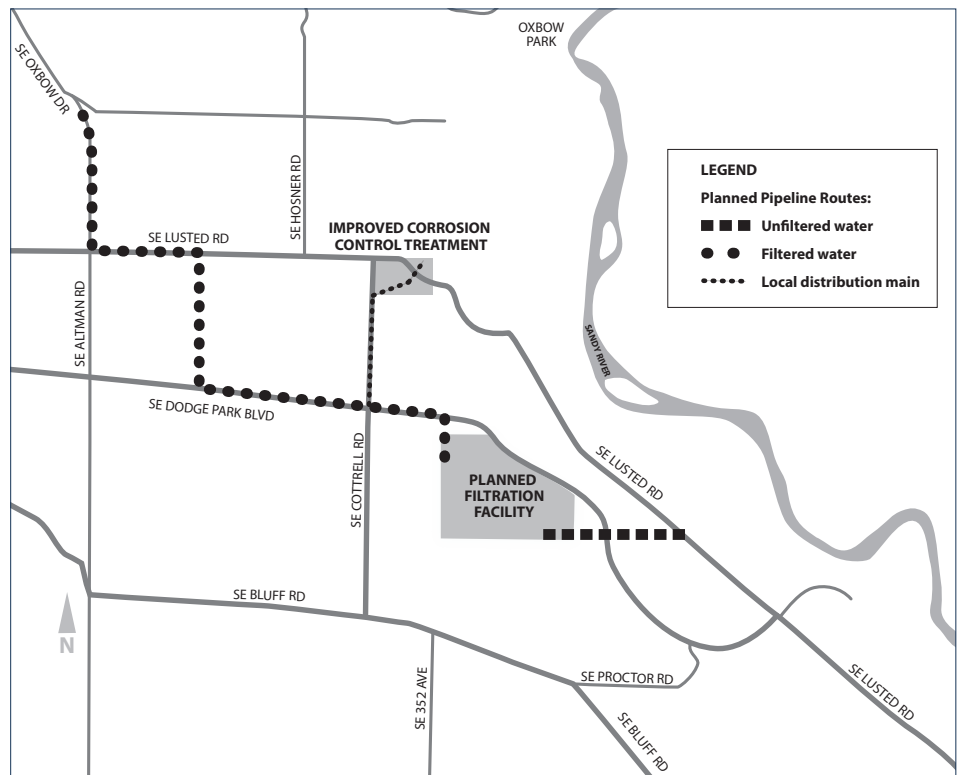 OXBOW
PARK
SE OXBOW DR
SE HOSNER RD
LEGEND
Planned Pipeline Routes:
Unfiltered water
Filtered water
Local distribution main
IMPROVED CORROSION
CONTROL TREATMENT
SE LUSTED RD
SE ALTMAN RD
SANDY RIVER
SE DODGE PARK BLVD
SE COTTRELL RD
PLANNED
FILTRATION
FACILITY
SE LUSTED RD
SE BLUFF RD
N
SE 352 AVE
SE PROCTOR RD
SE LUSTED RD
SE BLUFF RD